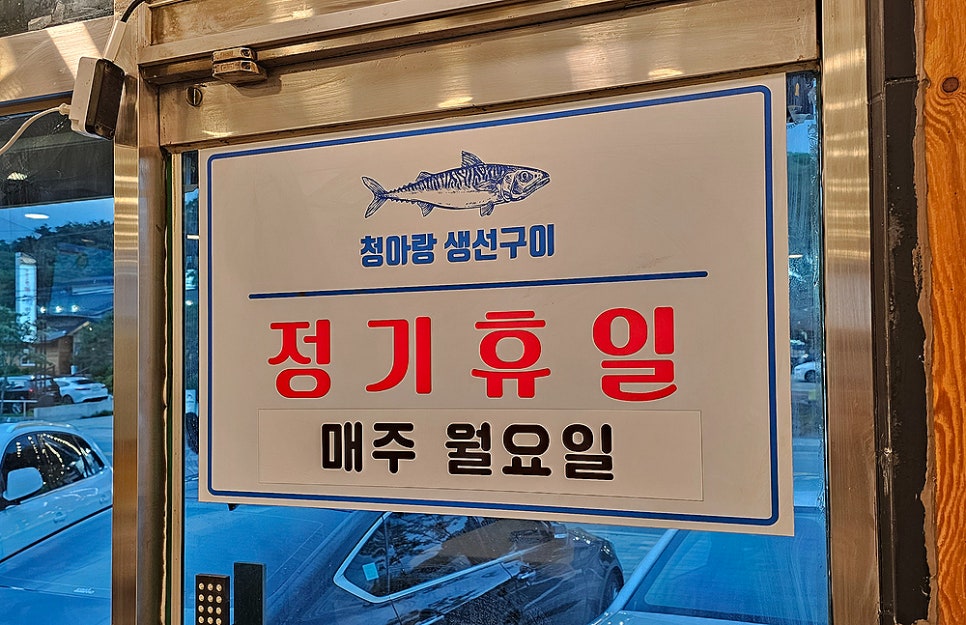 청아랑 생선구이
정기휴일
매주 월요일